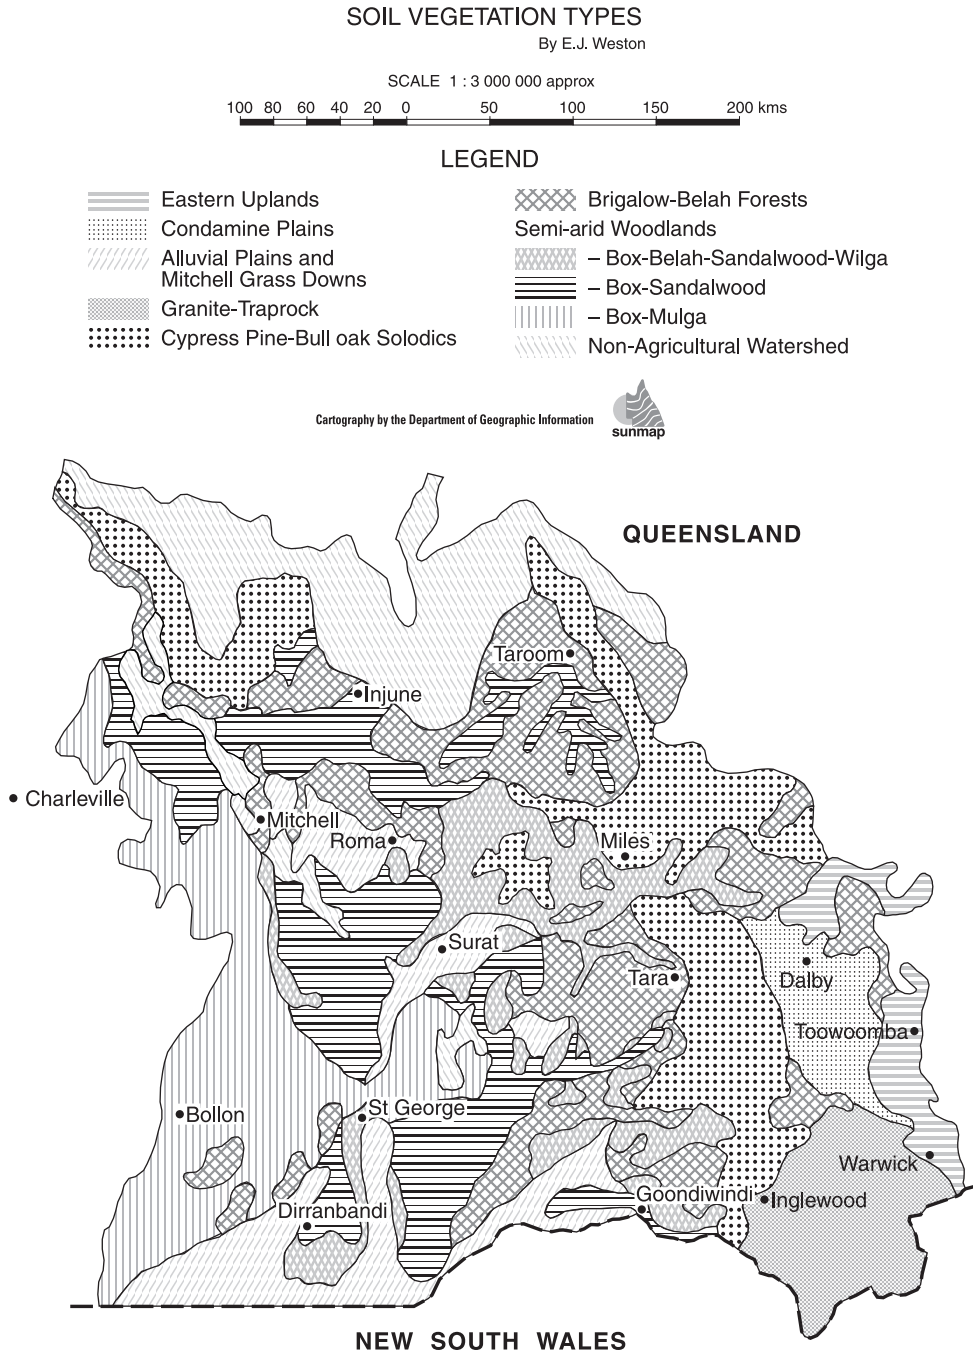 SOIL VEGETATION TYPES
By E.J. Weston
SCALE 1 : 3 000 000 approx
100 80 60 40 20 0 50 100 150 200 kms
LEGEND
Eastern Uplands
Condamine Plains
Alluvial Plains and
Mitchell Grass Downs
Granite-Traprock
Cypress Pine-Bull oak Solodics
Brigalow-Belah Forests
Semi-arid Woodlands
– Box-Belah-Sandalwood-Wilga
– Box-Sandalwood
– Box-Mulga
Non-Agricultural Watershed
Cartography by the Department of Geographic Information
sunmap
QUEENSLAND
Taroom
Injune
Charleville
Mitchell
Roma
Miles
Surat
Tara
Dalby
Toowoomba
Bollon
St George
Warwick
Goondiwindi
Inglewood
Dirranbandi
NEW SOUTH WALES